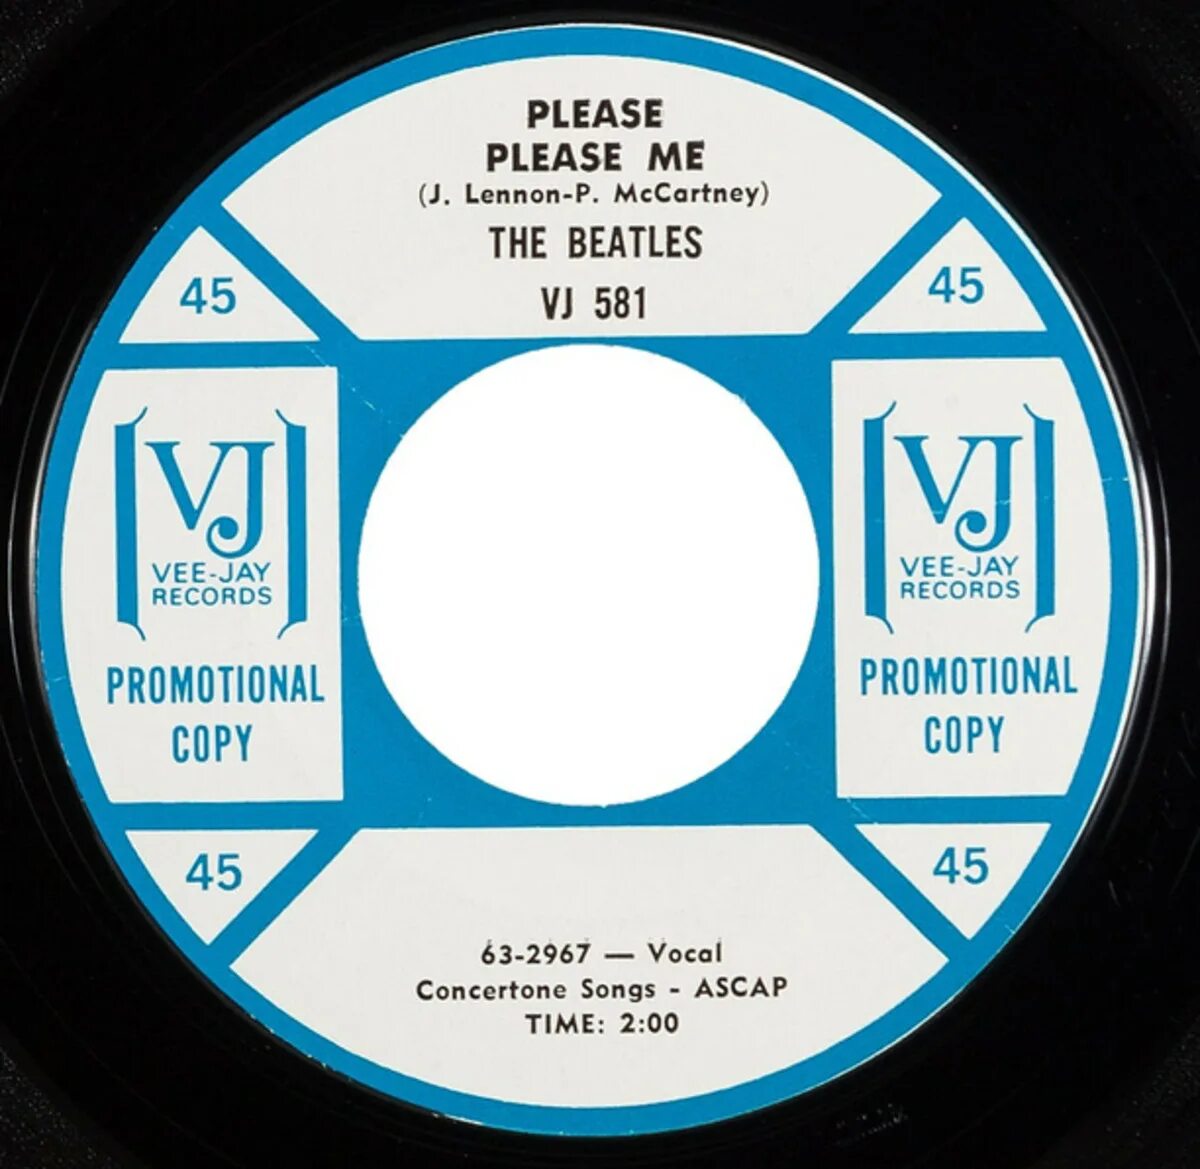 PLEASE
PLEASE ME
(J. Lennon-P. McCartney)
THE BEATLES
VJ 581
45
45
VJ
VEE-JAY
RECORDS
PROMOTIONAL
COPY
VJ
VEE-JAY
RECORDS
PROMOTIONAL
COPY
45
45
63-2967 — Vocal
Concertone Songs - ASCAP
TIME: 2:00